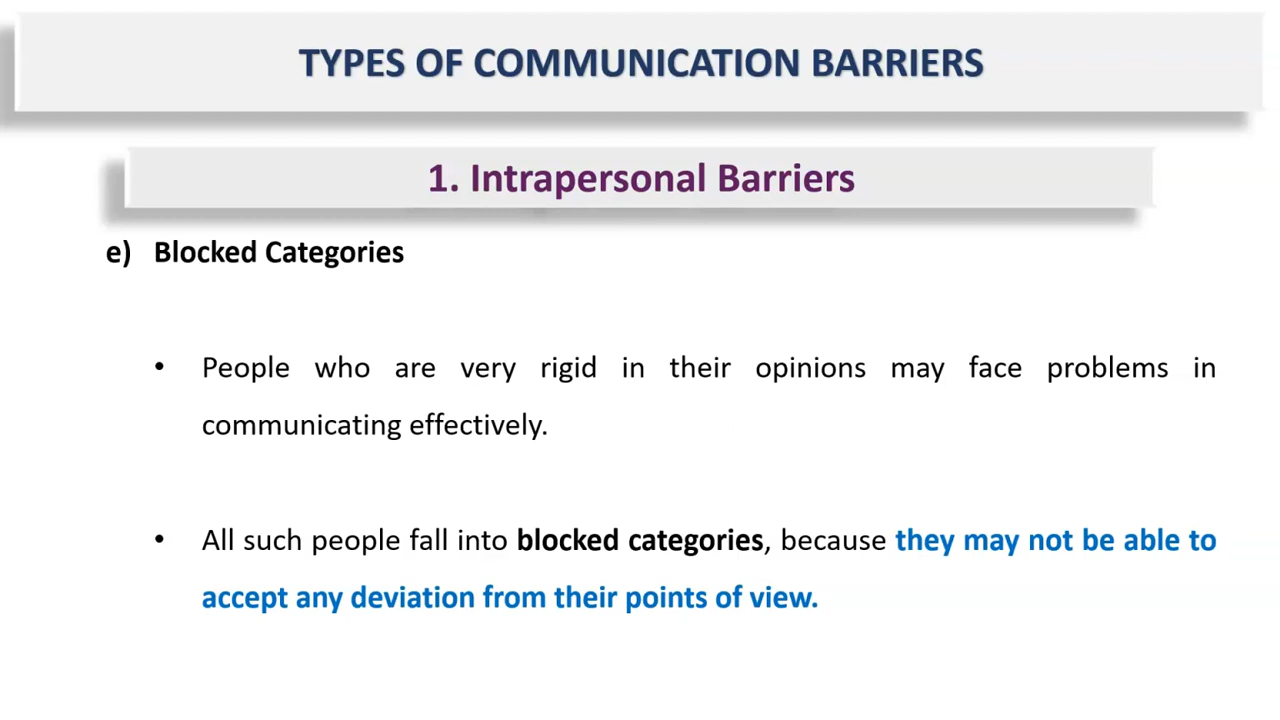 TYPES OF COMMUNICATION BARRIERS
1. Intrapersonal Barriers
e) Blocked Categories
• People who are very rigid in their opinions may face problems in
communicating effectively.
• All such people fall into blocked categories, because they may not be able to
accept any deviation from their points of view.